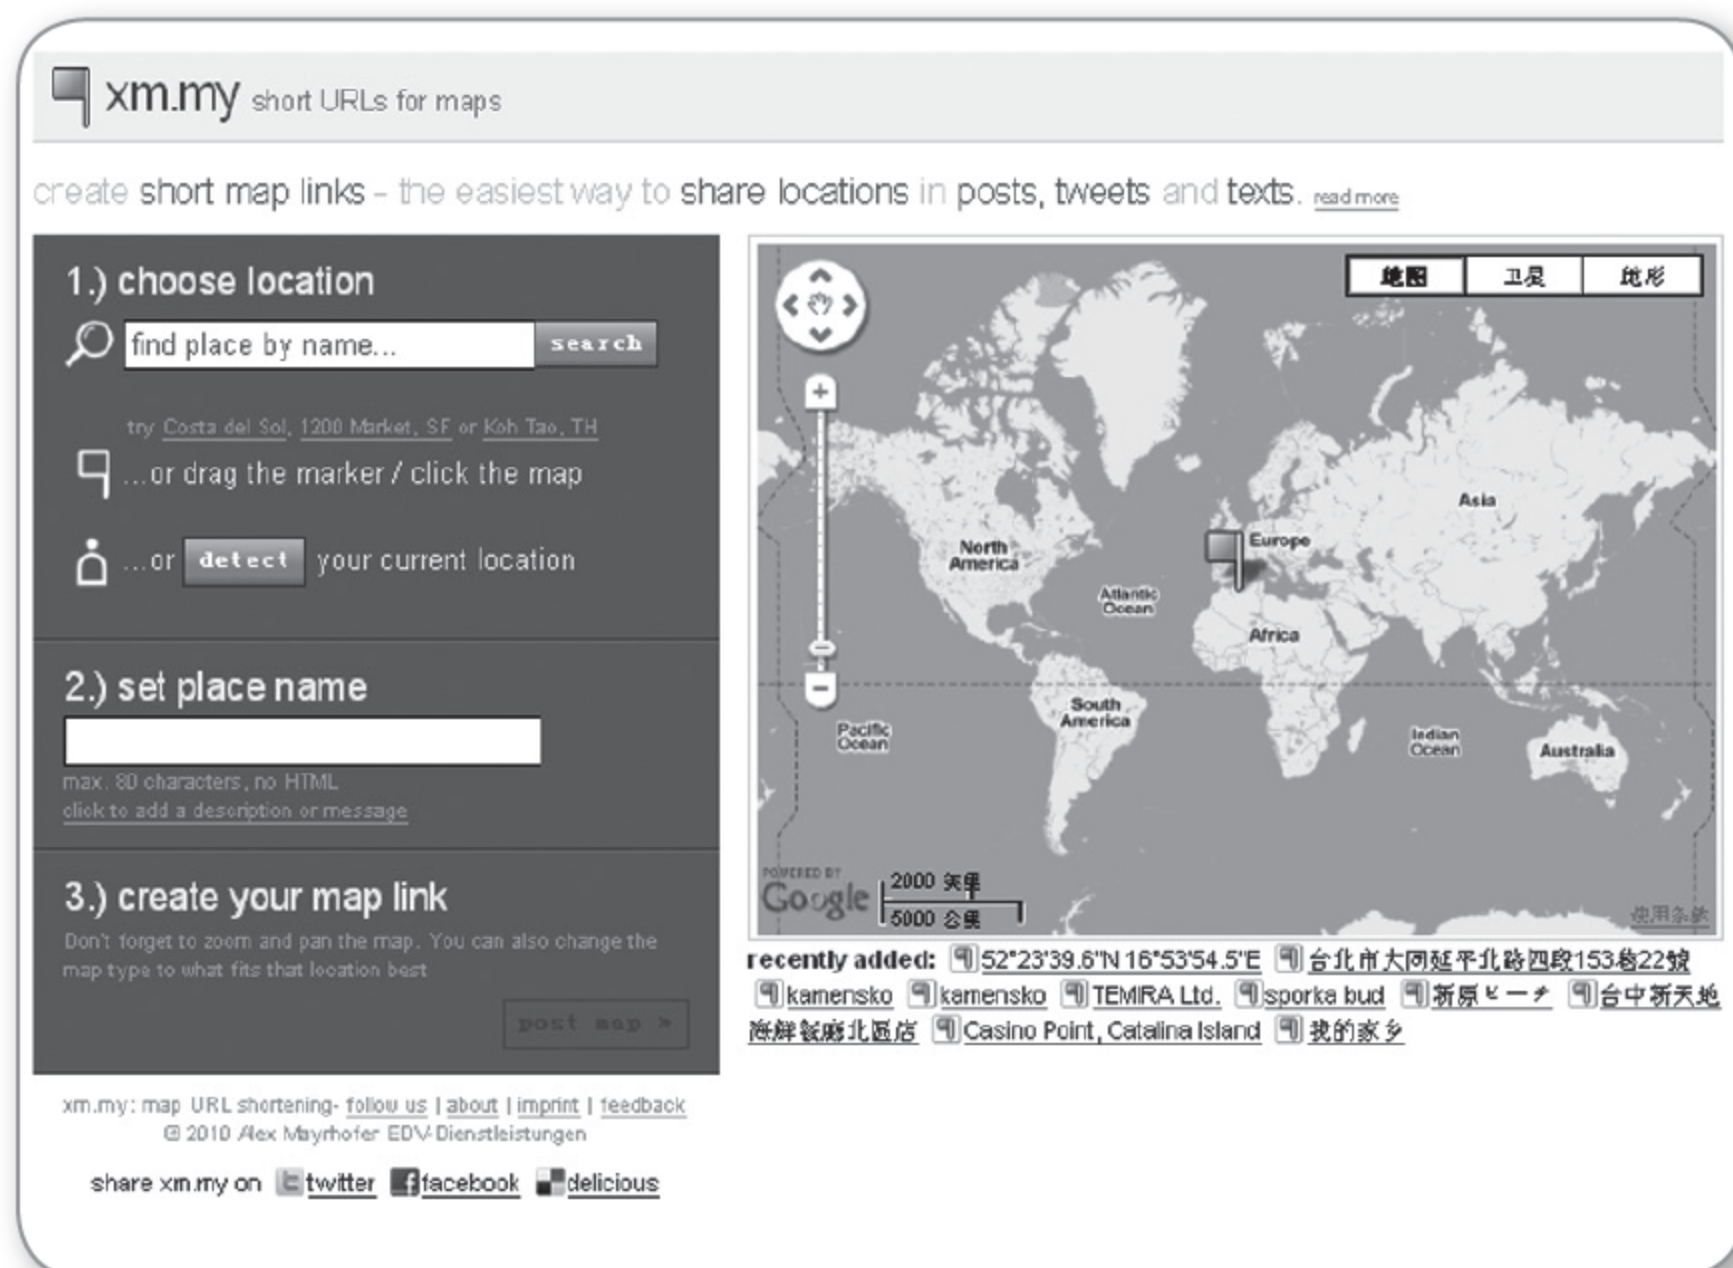 xm.my short URLs for maps
create short map links - the easiest way to share locations in posts, tweets and texts. read more
1.) choose location
find place by name... search
try Costa del Sol, 1200 Market, SF or Koh Tao, TH
...or drag the marker / click the map
...or detect your current location
2.) set place name
max. 80 characters, no HTML
click to add a description or message
3.) create your map link
Don't forget to zoom and pan the map. You can also change the
map type to what fits that location best
post map »
地图 卫星 地形
Asia
Europe
North
America
Atlantic
Ocean
Africa
South
America
Pacific
Ocean
Indian
Ocean
Australia
POWERED BY
Google
2000 英里
5000 公里
使用条款
recently added: 52°23'39.6"N 16°53'54.5"E 台北市大同延平北路四段153巷22號
kamensko kamensko TEMIRA Ltd. sporka bud 新原ビーチ 台中新天地
海鮮餐廳北區店 Casino Point, Catalina Island 我的家乡
xm.my: map URL shortening- follow us | about | imprint | feedback
© 2010 Alex Mayrhofer EDV-Dienstleistungen
share xm.my on twitter facebook delicious